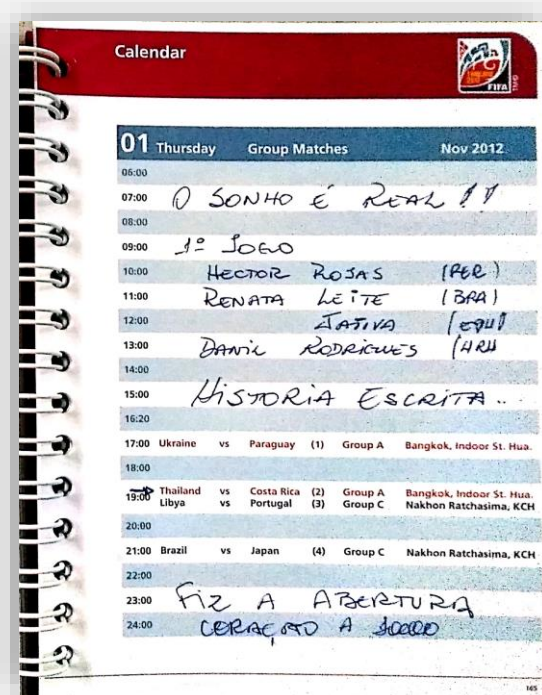 Calendar
FIFA
01 Thursday Group Matches Nov 2012
06:00
07:00 O SONHO É REAL !!
08:00
09:00 1º JOGO
10:00 HECTOR ROJAS (PER)
11:00 RENATA LEITE (BRA)
12:00 JATIVA
13:00 DANIL RODRIGUES
14:00
15:00 HISTORIA ESCRITA..
16:20
17:00 Ukraine vs Paraguay (1) Group A Bangkok, Indoor St. Hua.
18:00
19:00 Thailand vs Costa Rica (2) Group A Bangkok, Indoor St. Hua.
Libya vs Portugal (3) Group C Nakhon Ratchasima, KCH
20:00
21:00 Brazil vs Japan (4) Group C Nakhon Ratchasima, KCH
22:00
23:00 FIZ A ABERTURA
24:00 A
165